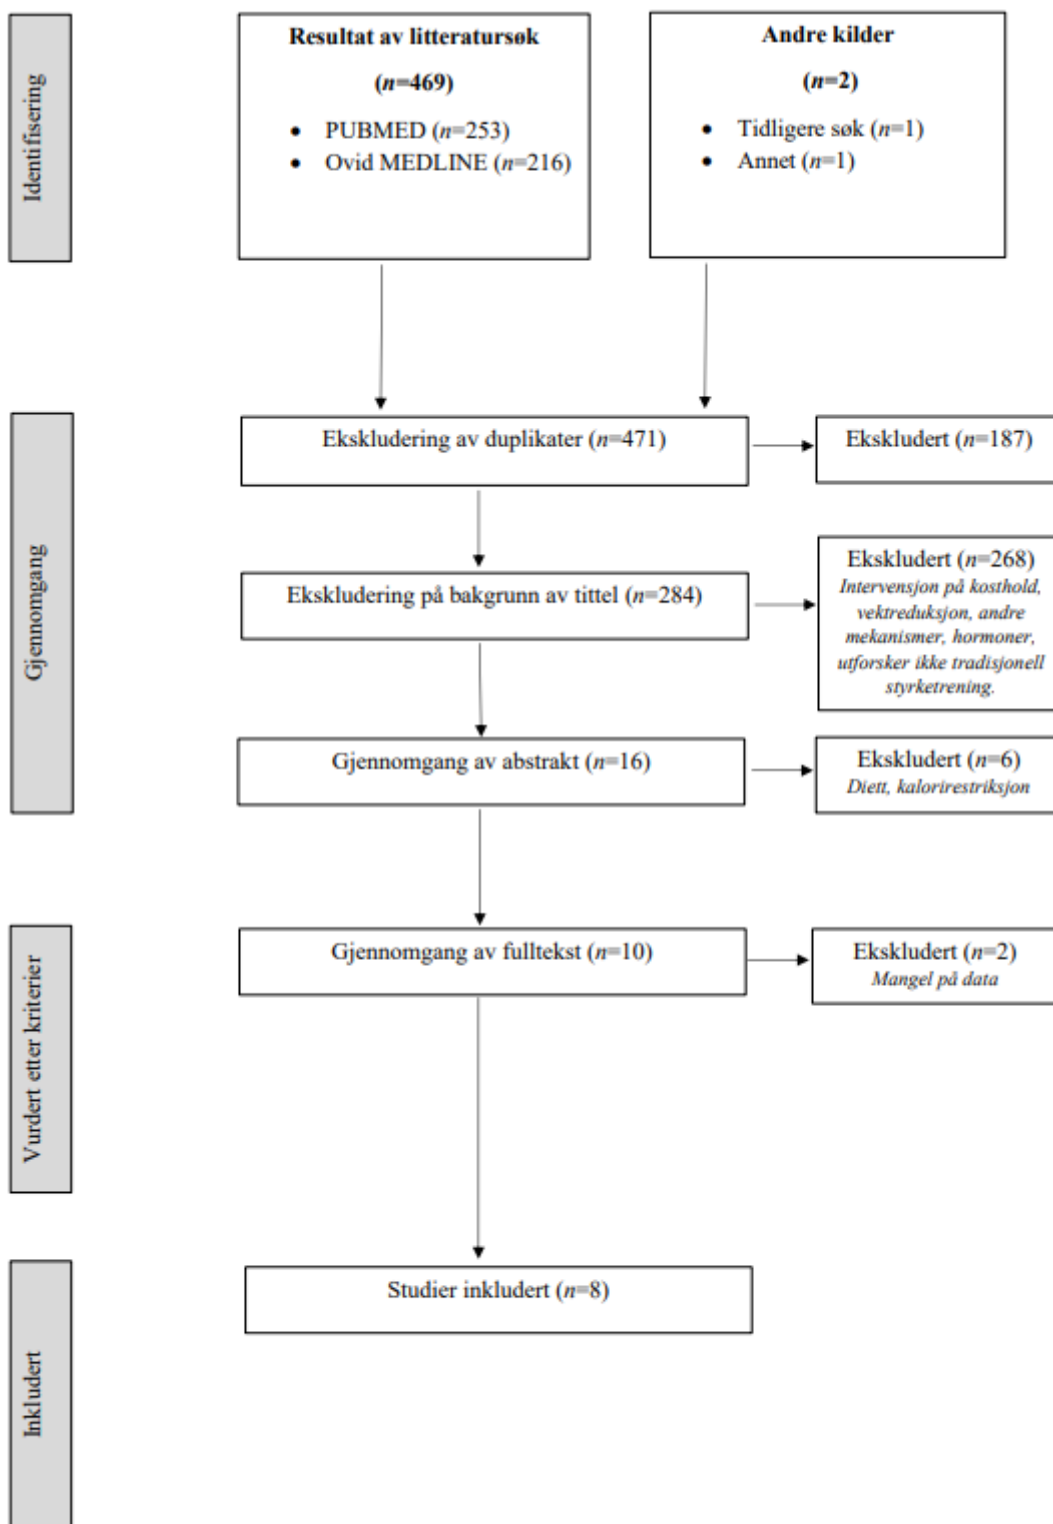 Identifisering
Resultat av litteratursøk
(n=469)
• PUBMED (n=253)
• Ovid MEDLINE (n=216)
Andre kilder
(n=2)
• Tidligere søk (n=1)
• Annet (n=1)
Gjennomgang
Ekskludering av duplikater (n=471)
Ekskludert (n=187)
Ekskludering på bakgrunn av tittel (n=284)
Ekskludert (n=268)
Intervensjon på kosthold,
vektreduksjon, andre
mekanismer, hormoner,
utforsker ikke tradisjonell
styrketrening.
Gjennomgang av abstrakt (n=16)
Ekskludert (n=6)
Diett, kalorirestriksjon
Vurdert etter kriterier
Gjennomgang av fulltekst (n=10)
Ekskludert (n=2)
Mangel på data
Inkludert
Studier inkludert (n=8)